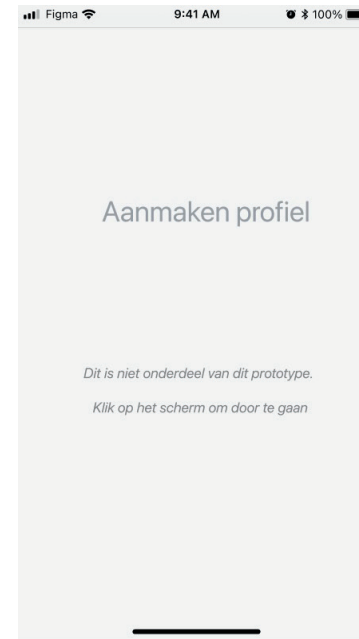 Figma 9:41 AM 100%
Aanmaken profiel
Dit is niet onderdeel van dit prototype.
Klik op het scherm om door te gaan